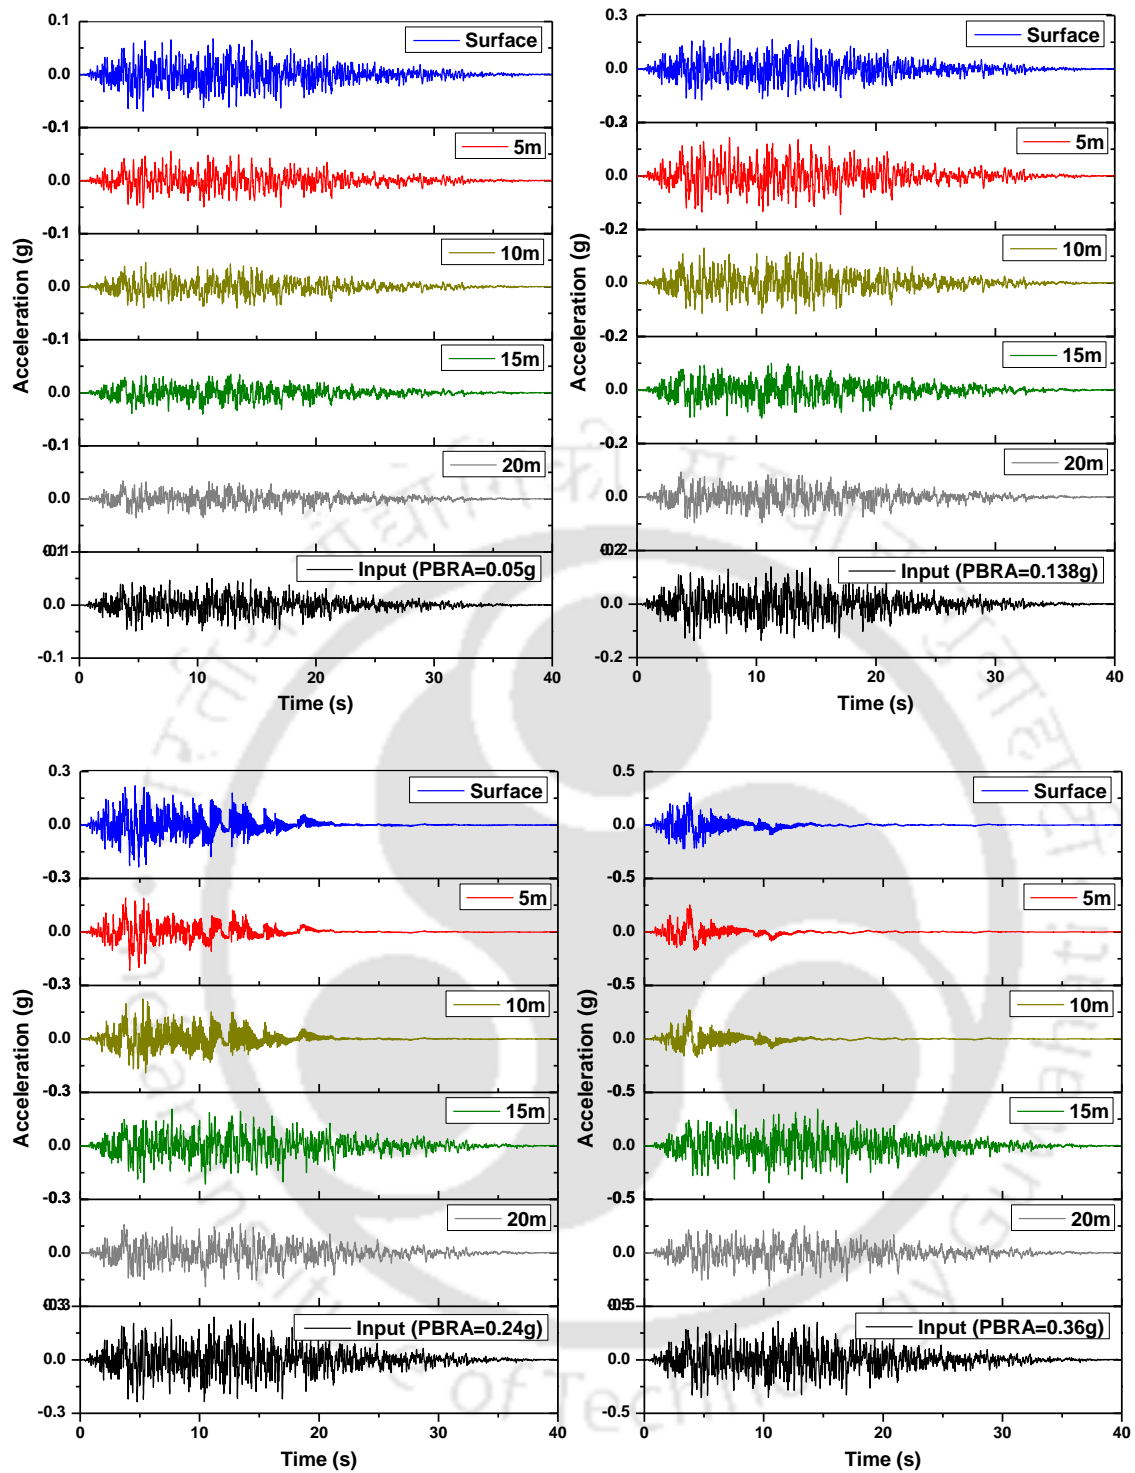 0.1
Surface
0.0
-0.1
5m
0.0
-0.1
10m
0.0
-0.1
15m
0.0
-0.1
20m
0.0
Input (PBRA=0.05g
0.0
-0.1
0 10 20 30 40
Time (s)
Acceleration (g)
0.3
Surface
0.0
5m
0.0
-0.2
10m
0.0
-0.2
15m
0.0
-0.2
20m
0.0
-0.2
Input (PBRA=0.138g)
0.0
-0.2
0 10 20 30 40
Time (s)
Acceleration (g)
0.3
Surface
0.0
-0.3
5m
0.0
-0.3
10m
0.0
-0.3
15m
0.0
-0.3
20m
0.0
Input (PBRA=0.24g)
0.0
-0.3
0 10 20 30 40
Time (s)
Acceleration (g)
0.5
Surface
0.0
-0.5
5m
0.0
-0.5
10m
0.0
-0.5
15m
0.0
-0.5
20m
0.0
Input (PBRA=0.36g)
0.0
-0.5
0 10 20 30 40
Time (s)
Acceleration (g)
of Techn